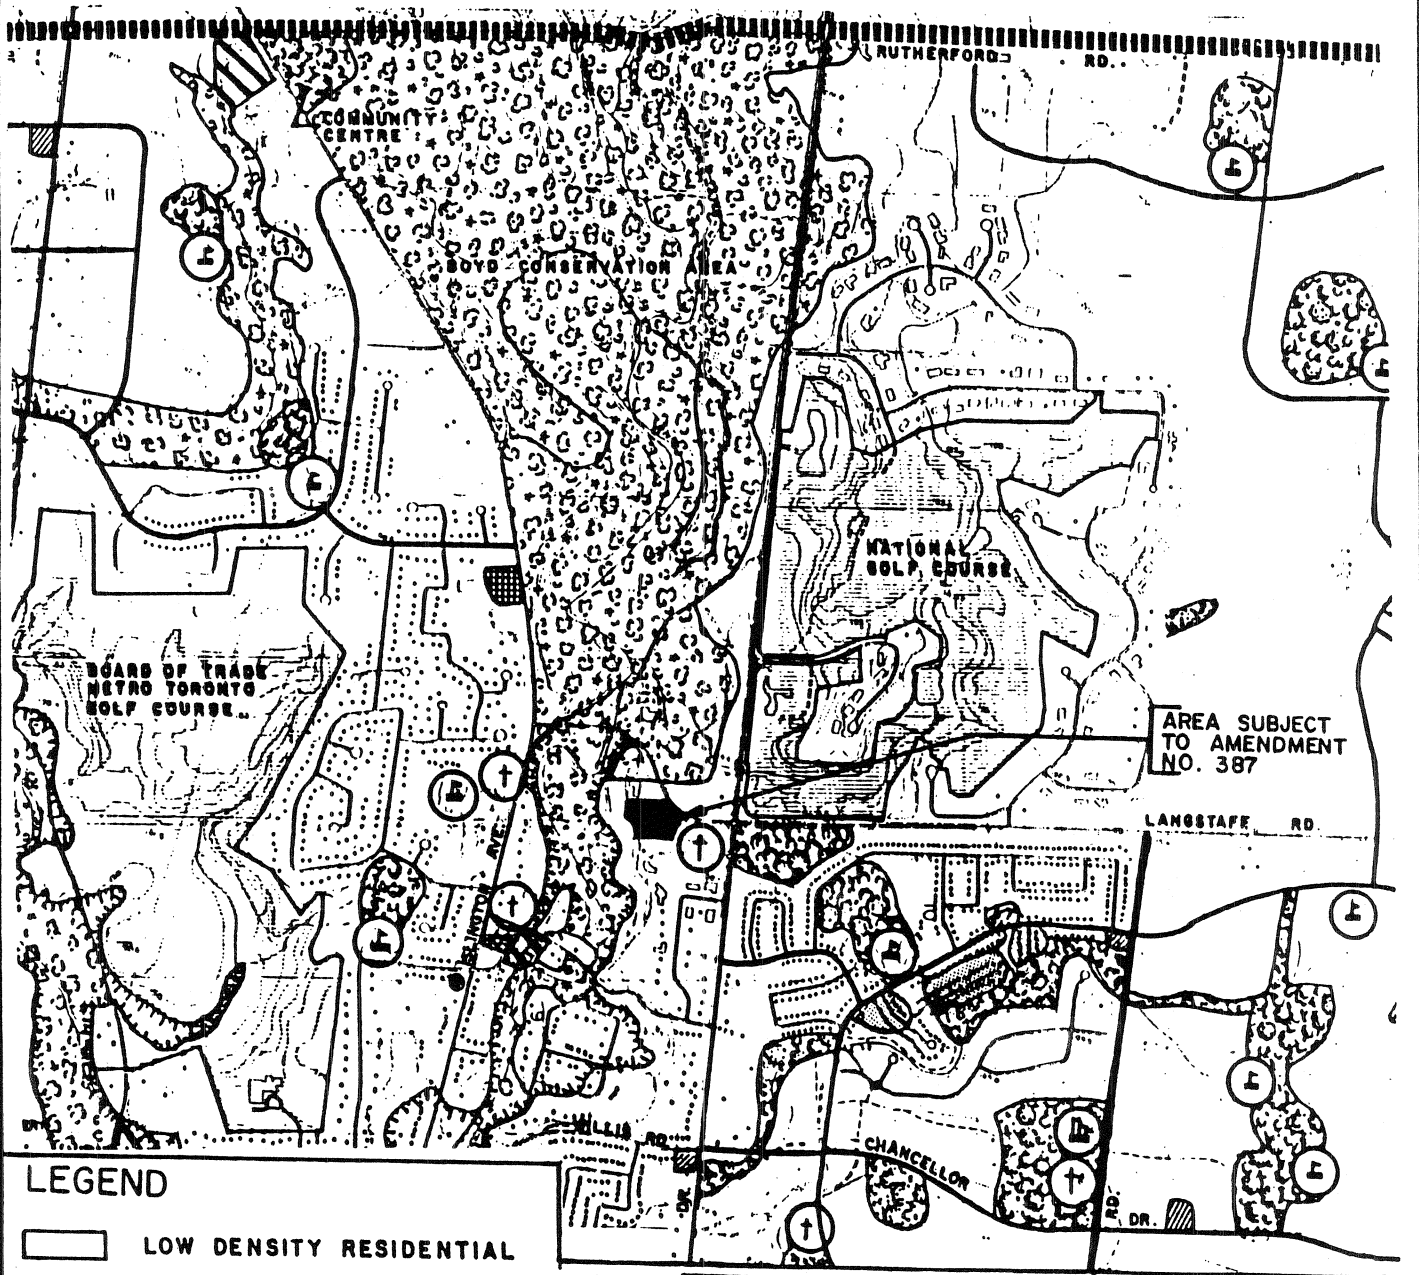 RUTHERFORD RD.
COMMUNITY
CENTRE
BOYD CONSERVATION AREA
NATIONAL
GOLF COURSE
BOARD OF TRADE
METRO TORONTO
GOLF COURSE
AREA SUBJECT
TO AMENDMENT
NO. 387
LANGSTAFF RD
ISLINGTON AVE.
WILLIS RD.
CHANCELLOR
DR.
RD.
DR.
LEGEND
LOW DENSITY RESIDENTIAL